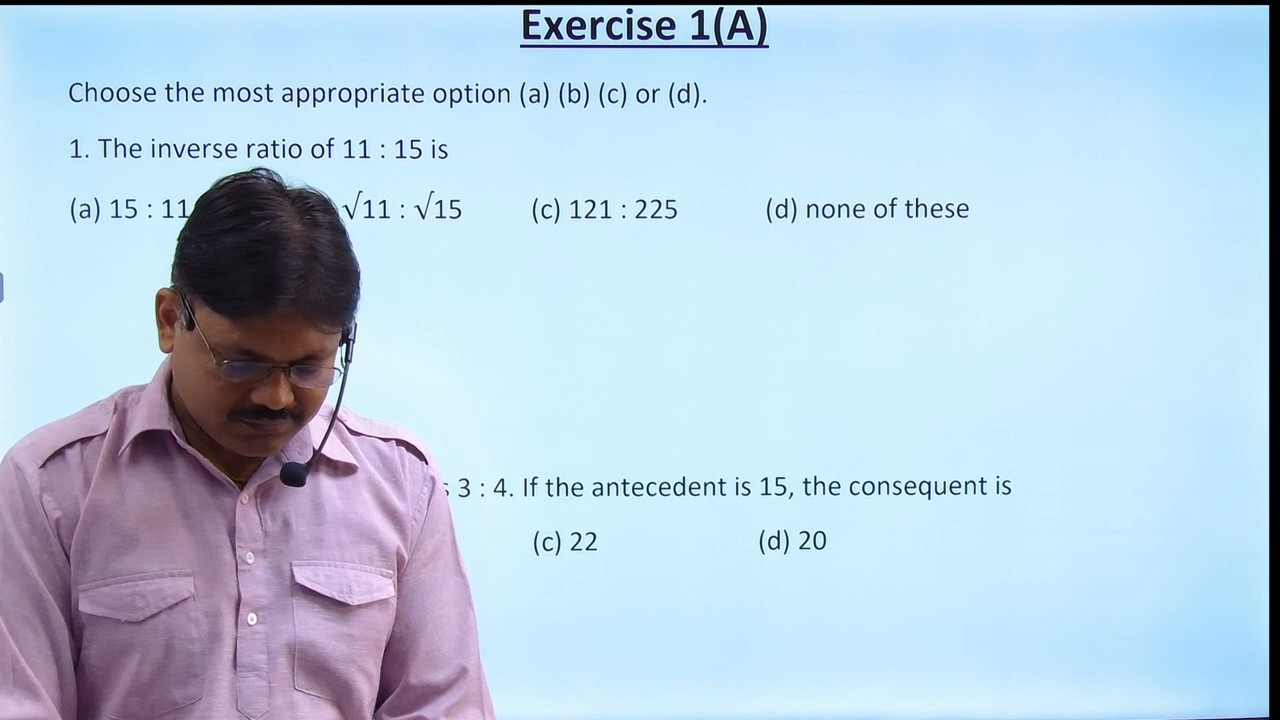 Exercise 1(A)
Choose the most appropriate option (a) (b) (c) or (d).
1. The inverse ratio of 11 : 15 is
(a) 15 : 11 √11 : √15 (c) 121 : 225 (d) none of these
3 : 4. If the antecedent is 15, the consequent is
(c) 22 (d) 20